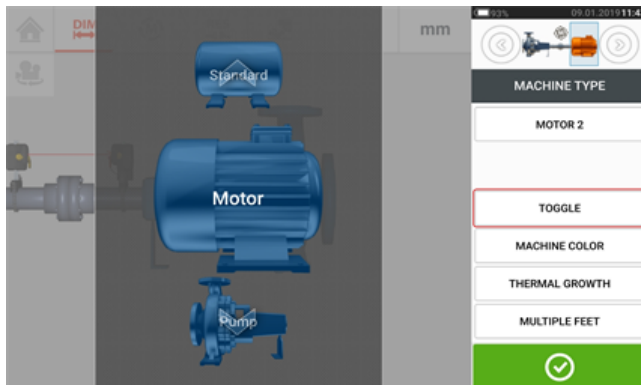 93%
09.01.2019 11:4
DIM
mm
Standard
Motor
Pump
MACHINE TYPE
MOTOR 2
TOGGLE
MACHINE COLOR
THERMAL GROWTH
MULTIPLE FEET